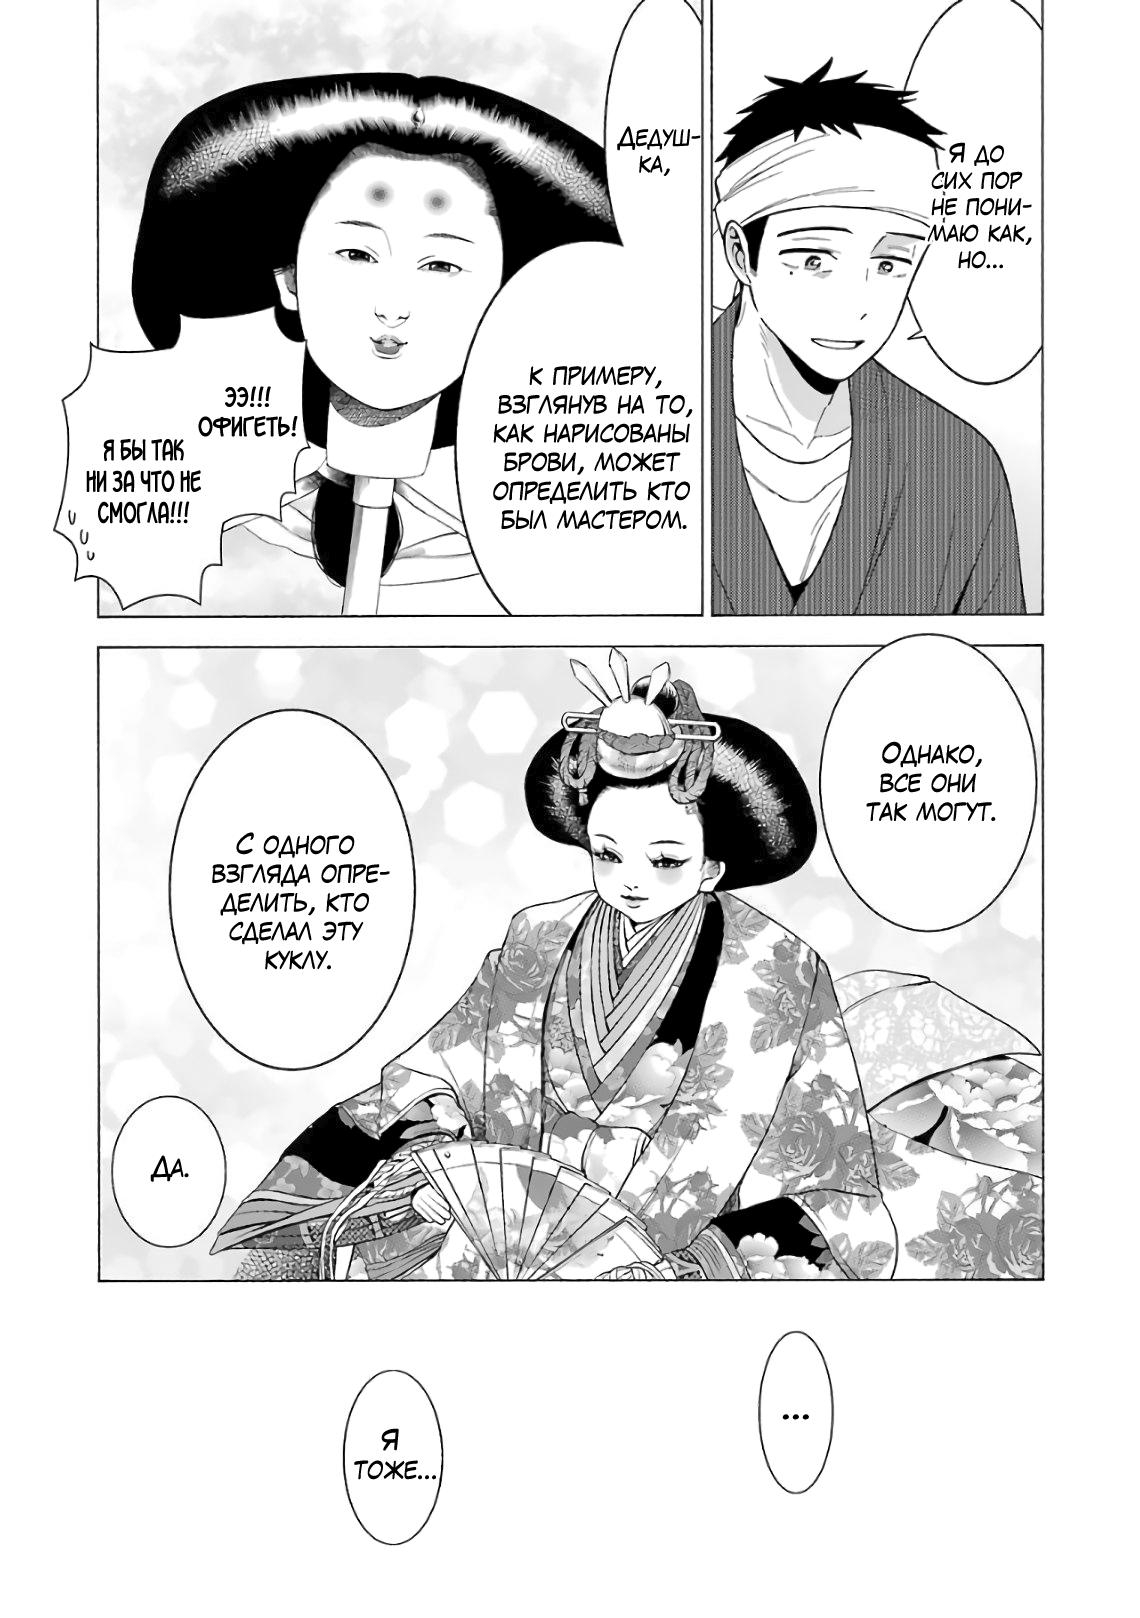 Я ДО
СИХ ПОР
НЕ ПОНИ-
МАЮ КАК,
НО...
ДЕДУШ-
КА,
К ПРИМЕРУ,
ВЗГЛЯНУВ НА ТО,
КАК НАРИСОВАНЫ
БРОВИ, МОЖЕТ
ОПРЕДЕЛИТЬ КТО
БЫЛ МАСТЕРОМ.
ЭЭ!!!
ОФИГЕТЬ!
Я БЫ ТАК
НИ ЗА ЧТО НЕ
СМОГЛА!!!
ОДНАКО,
ВСЕ ОНИ
ТАК МОГУТ.
С ОДНОГО
ВЗГЛЯДА ОПРЕ-
ДЕЛИТЬ, КТО
СДЕЛАЛ ЭТУ
КУКЛУ.
ДА.
...
Я
ТОЖЕ...